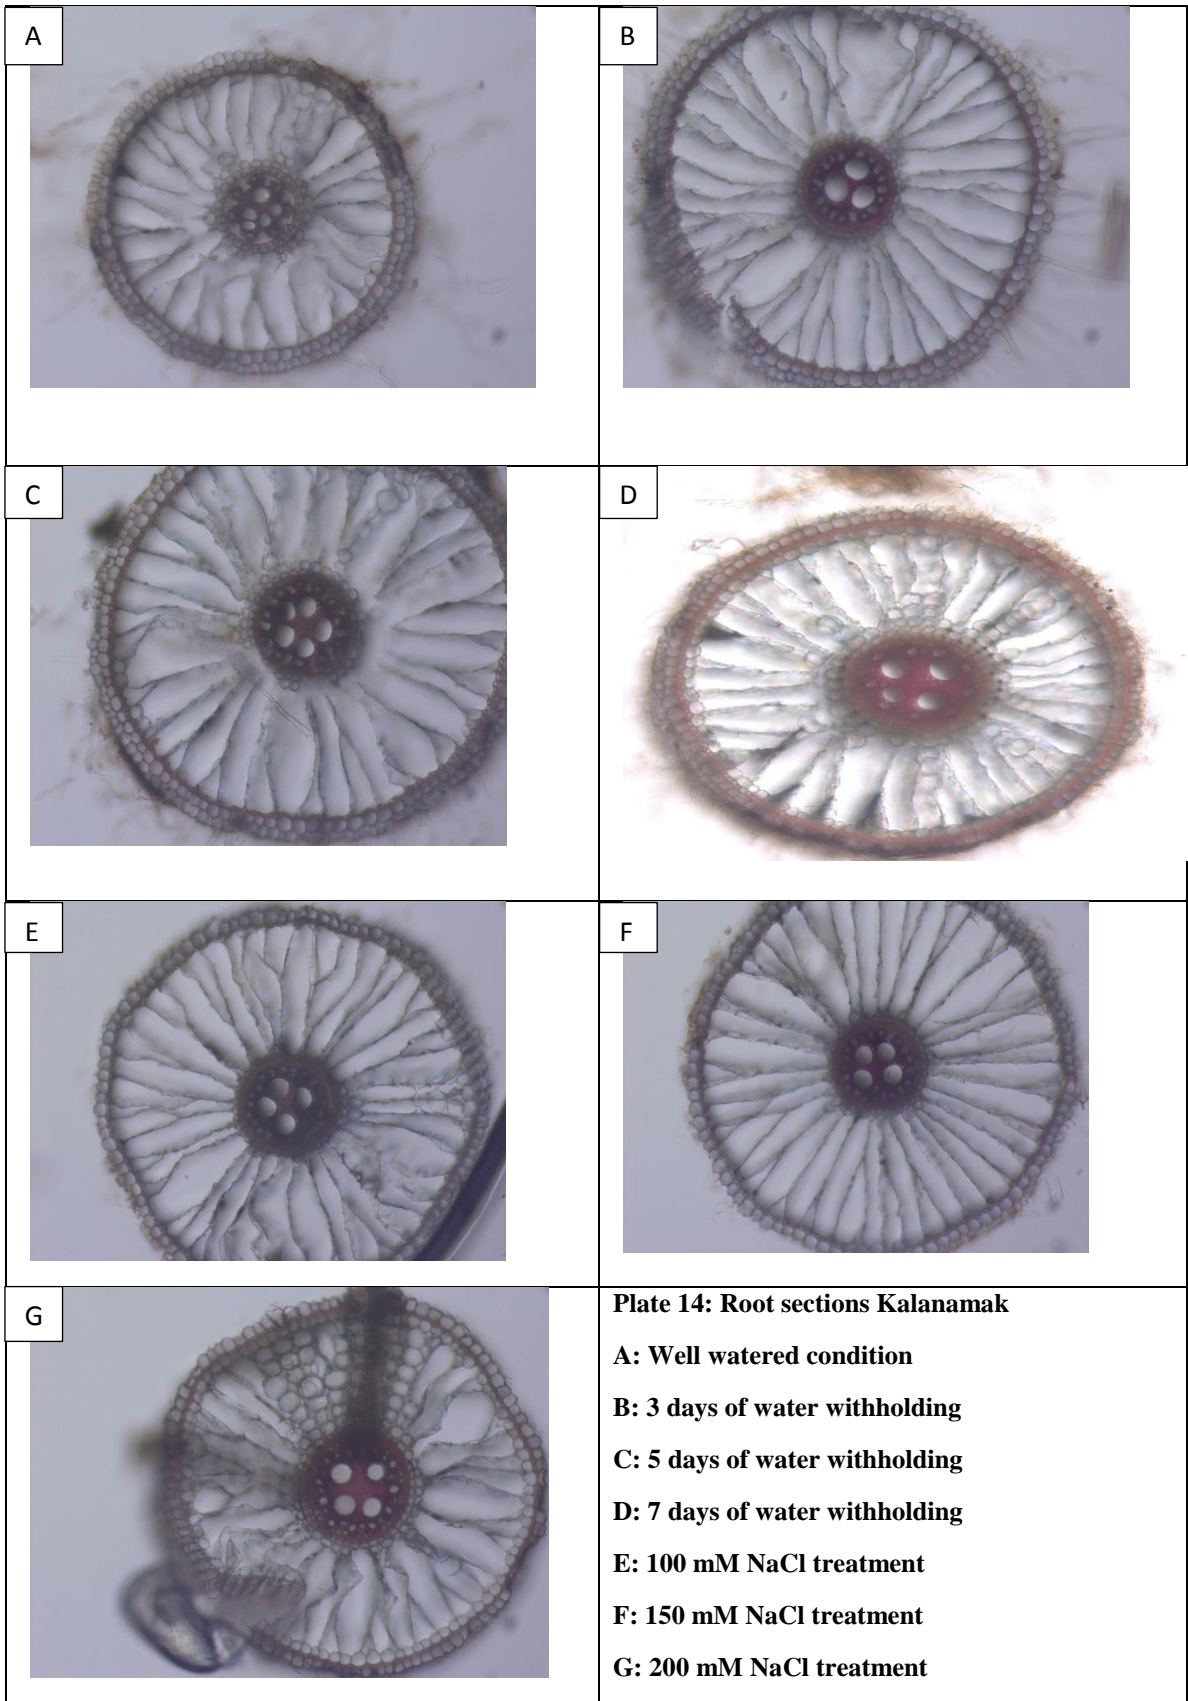 A
B
C
D
E
F
G
Plate 14: Root sections Kalanamak
A: Well watered condition
B: 3 days of water withholding
C: 5 days of water withholding
D: 7 days of water withholding
E: 100 mM NaCl treatment
F: 150 mM NaCl treatment
G: 200 mM NaCl treatment